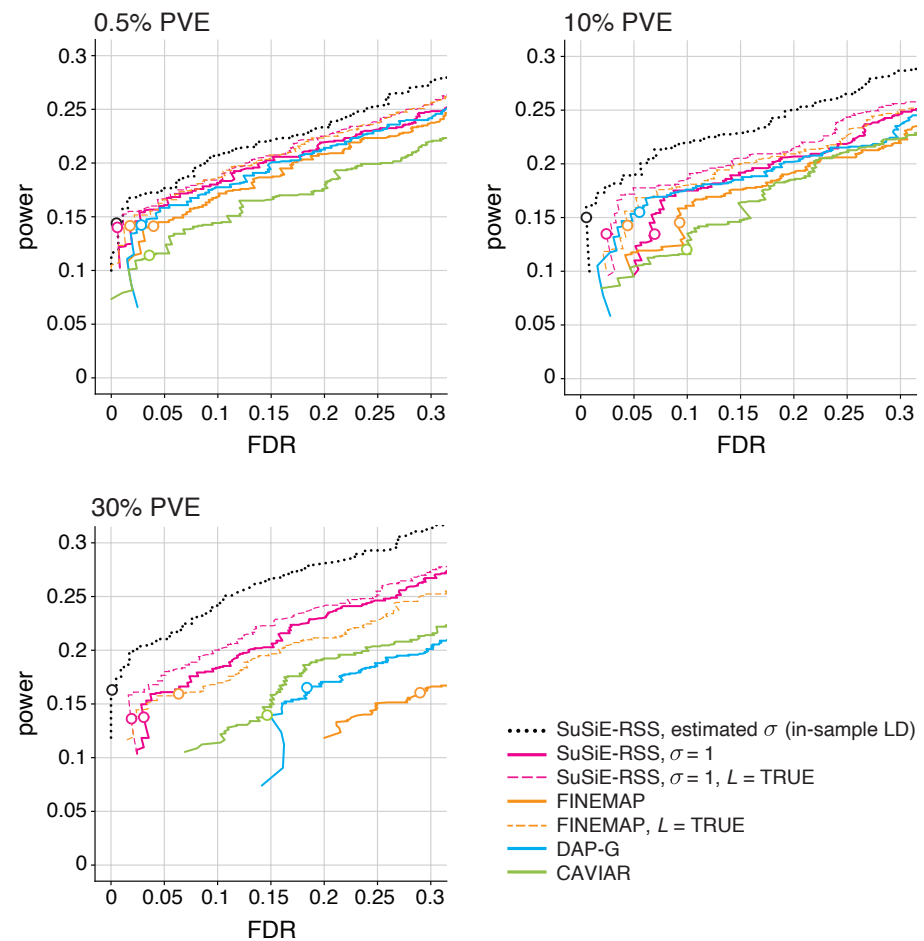 0.5% PVE
10% PVE
0.3
0.25
0.2
0.15
0.1
0.05
0
power
0 0.05 0.1 0.15 0.2 0.25 0.3
FDR
0.3
0.25
0.2
0.15
0.1
0.05
0
power
0 0.05 0.1 0.15 0.2 0.25 0.3
FDR
30% PVE
0.3
0.25
0.2
0.15
0.1
0.05
0
power
0 0.05 0.1 0.15 0.2 0.25 0.3
FDR
SuSiE-RSS, estimated σ (in-sample LD)
SuSiE-RSS, σ = 1
SuSiE-RSS, σ = 1, L = TRUE
FINEMAP
FINEMAP, L = TRUE
DAP-G
CAVIAR